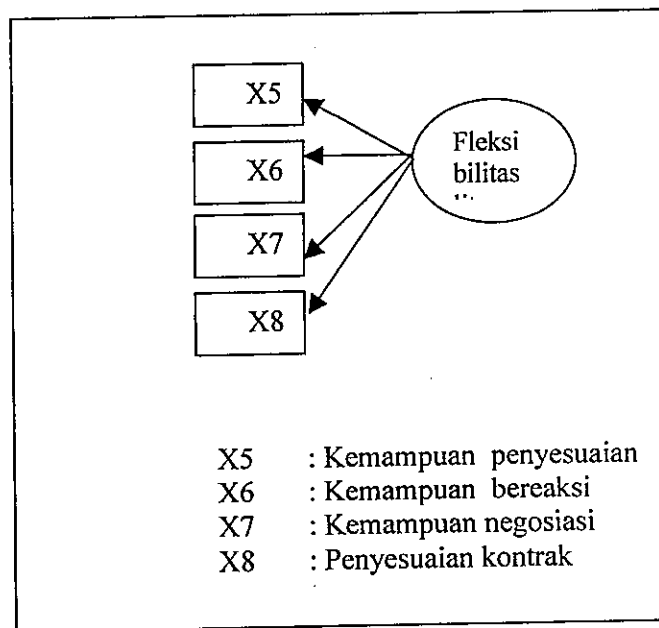 X5
X6
X7
X8
Fleksi
bilitas
X5 : Kemampuan penyesuaian
X6 : Kemampuan bereaksi
X7 : Kemampuan negosiasi
X8 : Penyesuaian kontrak